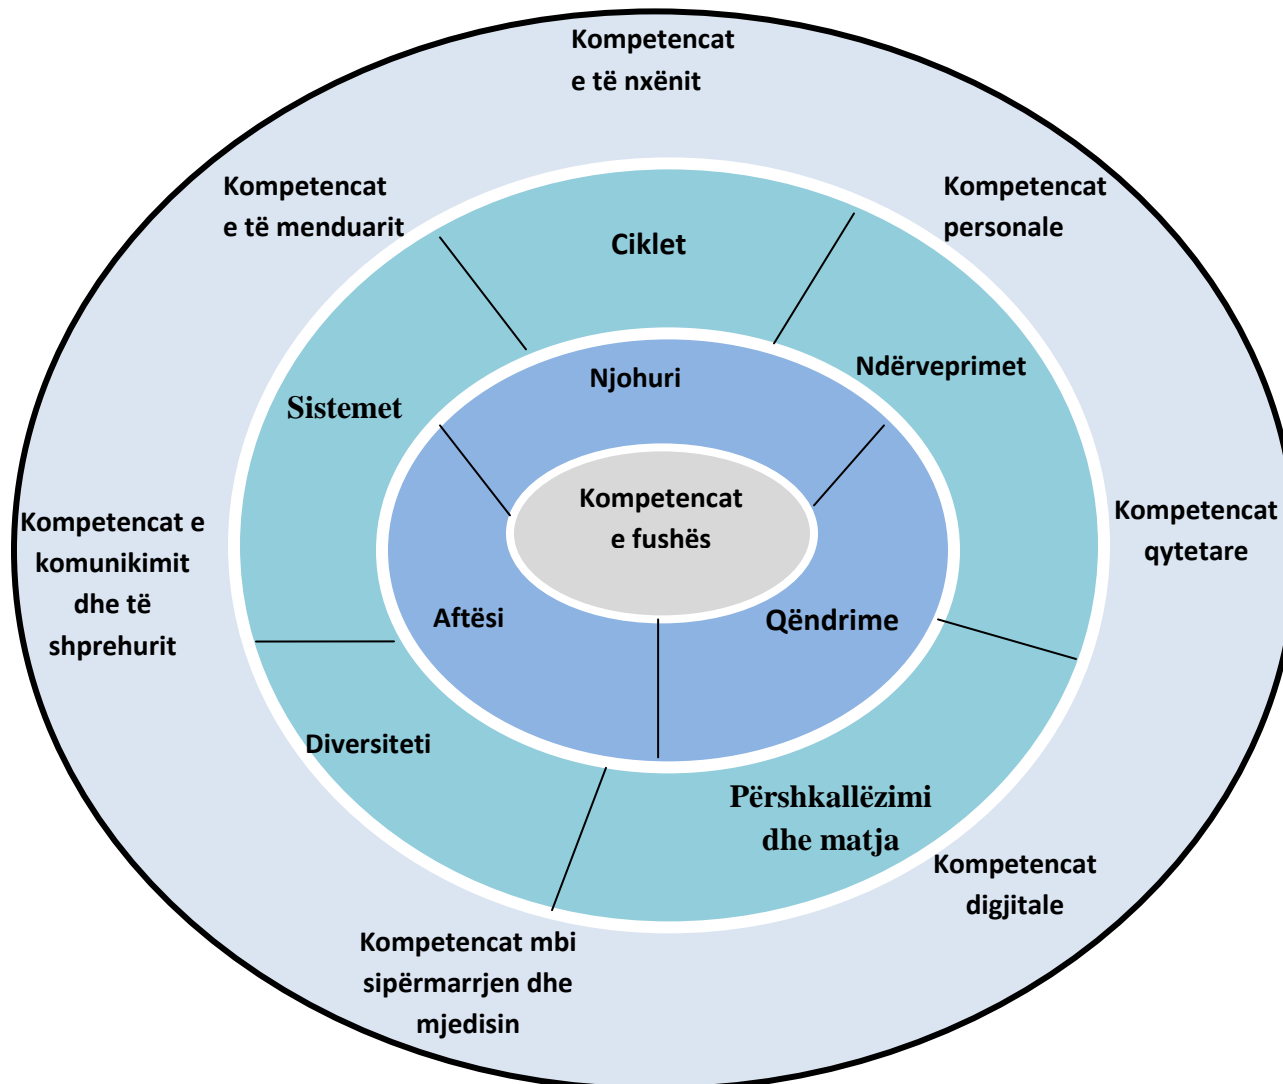 Kompetencat
e të nxënit
Kompetencat
e të menduarit
Kompetencat
personale
Ciklet
Ndërveprimet
Njohuri
Sistemet
Kompetencat
e fushës
Kompetencat
qytetare
Kompetencat e
komunikimit
dhe të
shprehurit
Aftësi
Qëndrime
Diversiteti
Përshkallëzimi
dhe matja
Kompetencat
digjitale
Kompetencat mbi
sipërmarrjen dhe
mjedisin